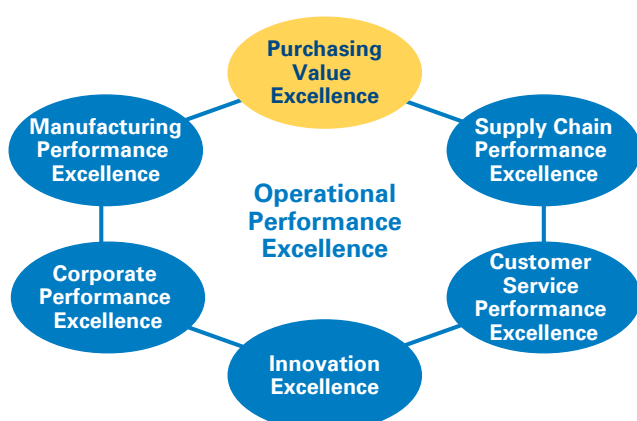 Purchasing
Value
Excellence
Manufacturing
Performance
Excellence
Supply Chain
Performance
Excellence
Operational
Performance
Excellence
Corporate
Performance
Excellence
Customer
Service
Performance
Excellence
Innovation
Excellence